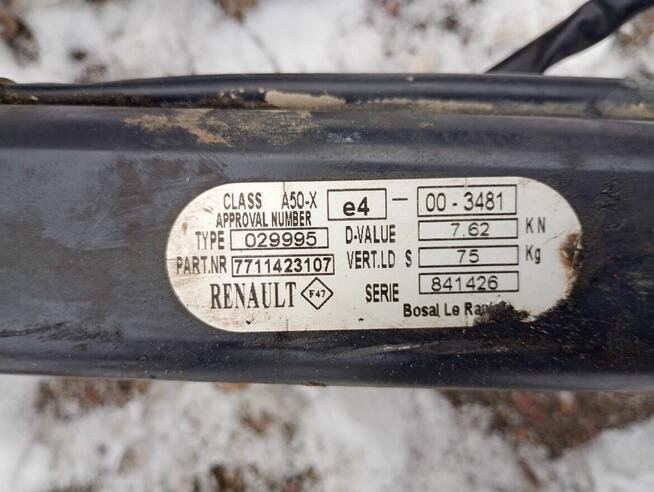 CLASS A50-X e4 - 00 - 3481
APPROVAL NUMBER
TYPE 029995 D-VALUE 7.62 KN
PART.NR 7711423107 VERT.LD S 75 Kg
RENAULT F47 SERIE 841426
Bosal Le